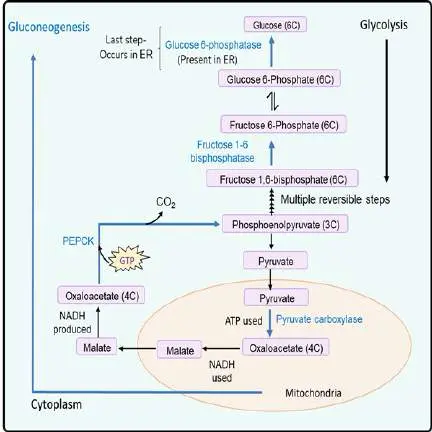 Gluconeogenesis
Glycolysis
Glucose (6C)
Last step-
Occurs in ER
Glucose 6-phosphatase
(Present in ER)
Glucose 6-Phosphate (6C)
Fructose 6-Phosphate (6C)
Fructose 1-6
bisphosphatase
Fructose 1,6-bisphosphate (6C)
Multiple reversible steps
CO2
Phosphoenolpyruvate (3C)
PEPCK
GTP
Pyruvate
Oxaloacetate (4C)
Pyruvate
NADH
produced
ATP used
Pyruvate carboxylase
Malate
Malate
Oxaloacetate (4C)
NADH
used
Mitochondria
Cytoplasm